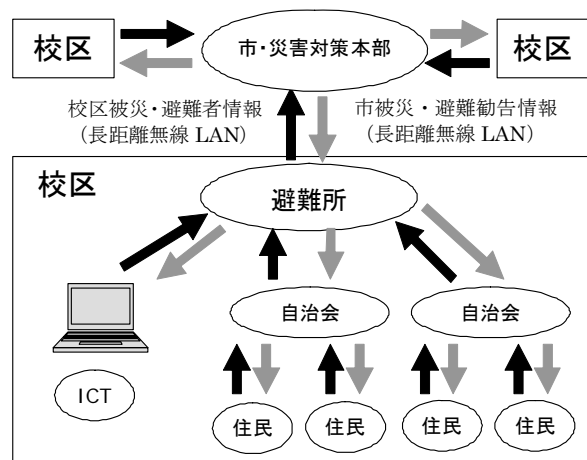 校区
市・災害対策本部
校区
校区被災・避難者情報
（長距離無線 LAN）
市被災・避難勧告情報
（長距離無線 LAN）
校区
避難所
自治会
自治会
ICT
住民
住民
住民
住民